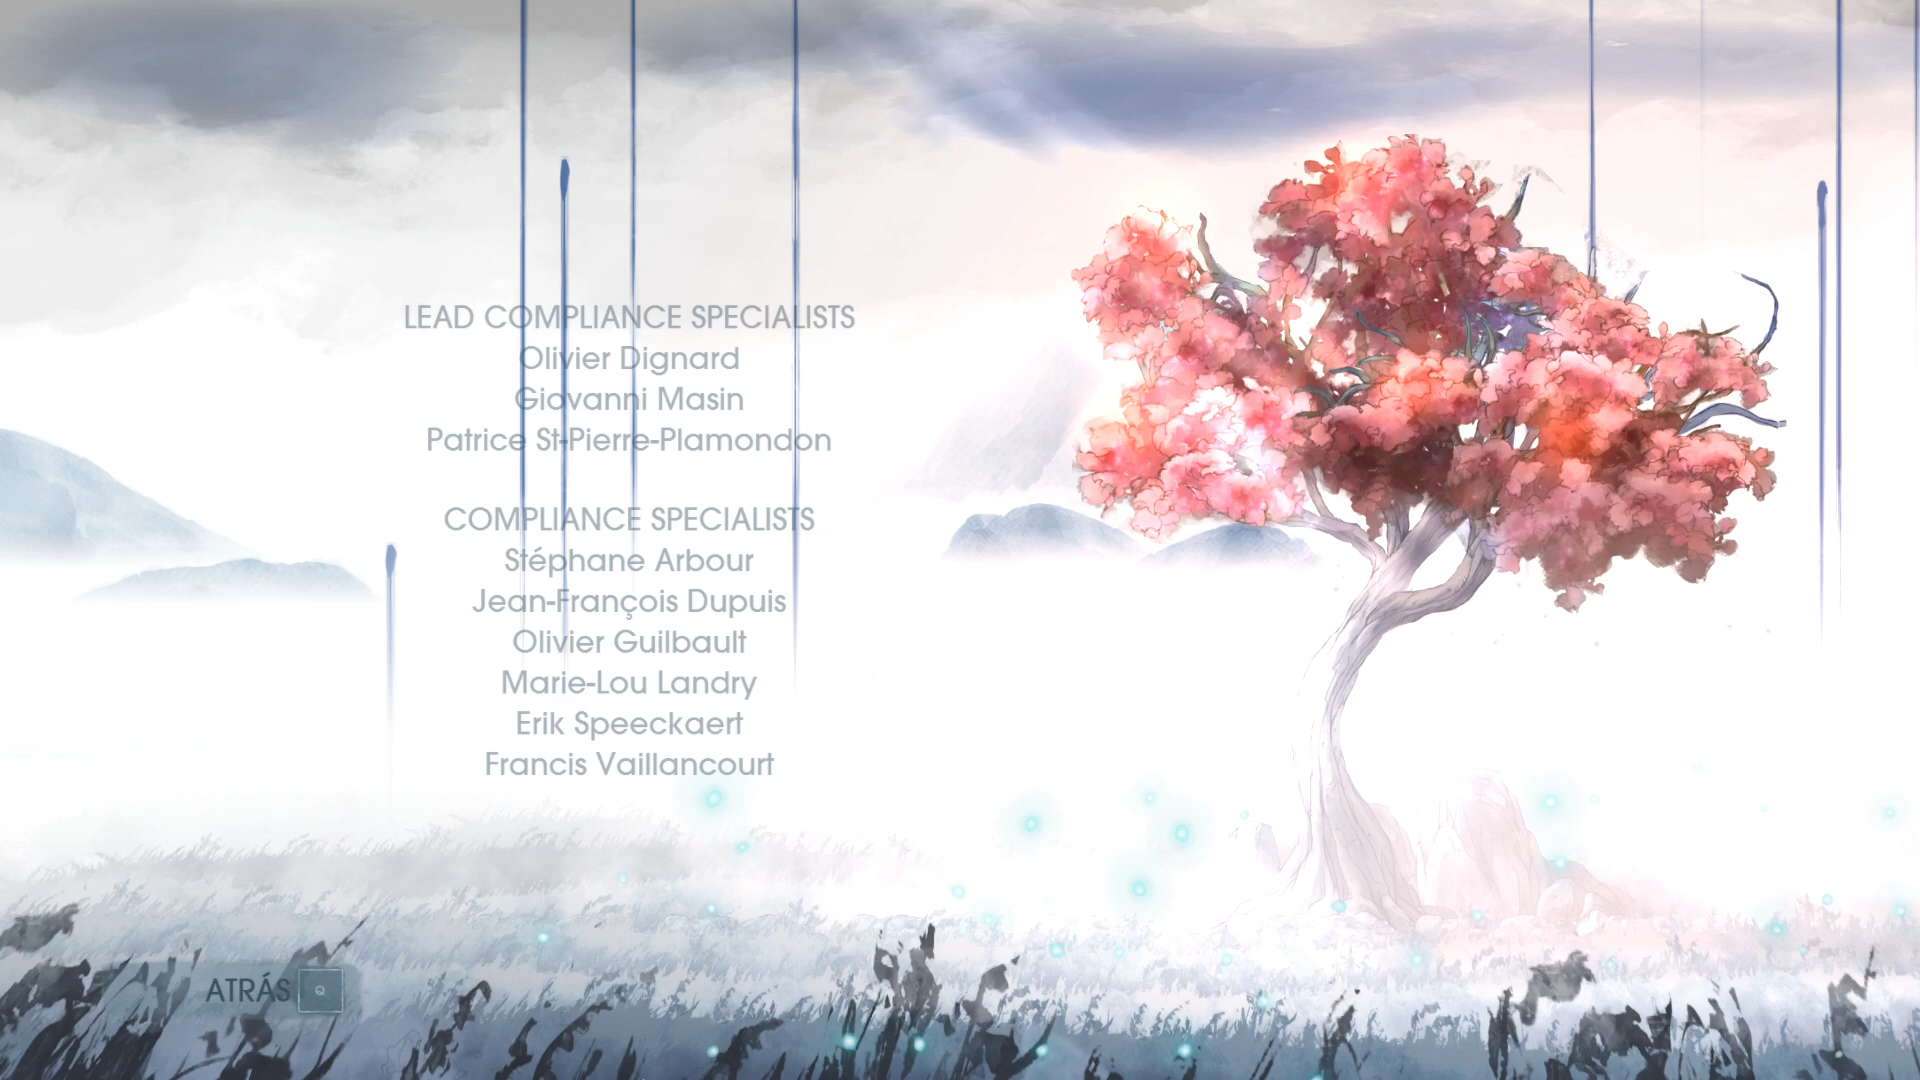 LEAD COMPLIANCE SPECIALISTS
Olivier Dignard
Giovanni Masin
Patrice St-Pierre-Plamondon
COMPLIANCE SPECIALISTS
Stéphane Arbour
Jean-François Dupuis
Olivier Guilbault
Marie-Lou Landry
Erik Speeckaert
Francis Vaillancourt
ATRÁS Q